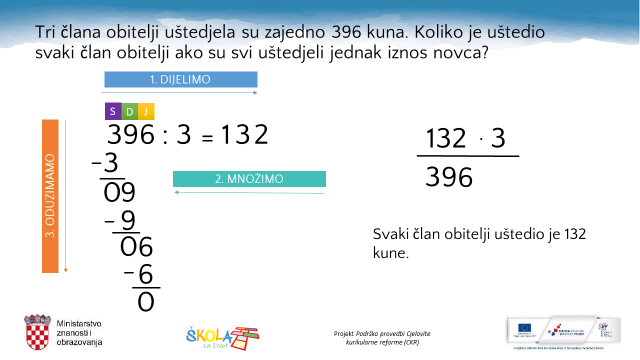 Tri člana obitelji uštedjela su zajedno 396 kuna. Koliko je uštedio
svaki član obitelji ako su svi uštedjeli jednak iznos novca?
1. DIJELIMO
S D J
396 : 3 = 132
-3
09
-9
06
-6
0
2. MNOŽIMO
3. ODUZIMAMO
132 · 3
396
Svaki član obitelji uštedio je 132
kune.
Ministarstvo
znanosti i
obrazovanja
ŠKOLA
za život
Projekt Podrška provedbi Cjelovite
kurikularne reforme (CKR)